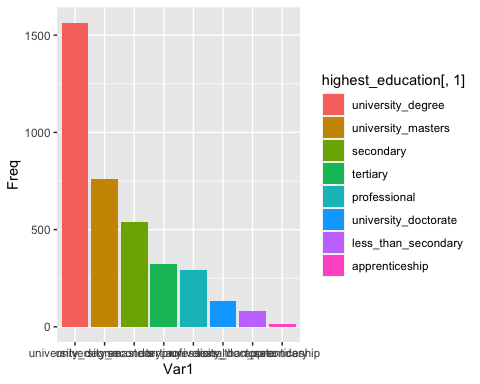 1500
1000
500
0
Freq
Var1
highest_education[, 1]
university_degree
university_masters
secondary
tertiary
professional
university_doctorate
less_than_secondary
apprenticeship